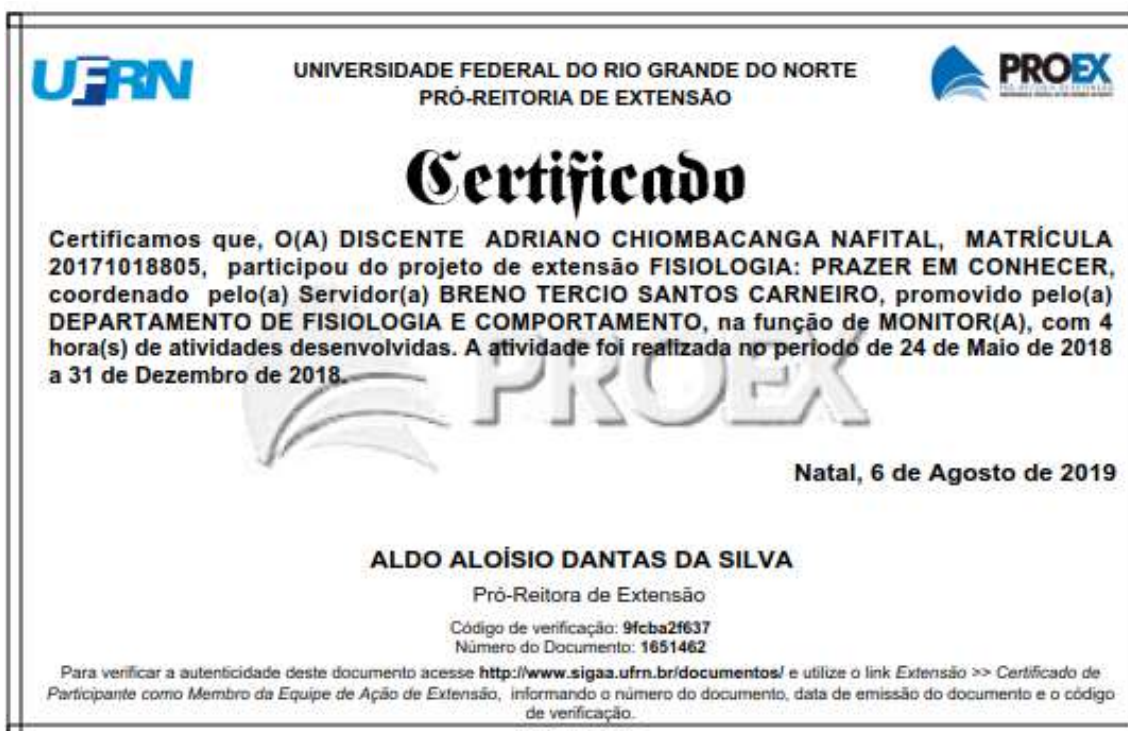 UFRN
UNIVERSIDADE FEDERAL DO RIO GRANDE DO NORTE
PRÓ-REITORIA DE EXTENSÃO
PROEX
Certificado
Certificamos que, O(A) DISCENTE ADRIANO CHIOMBACANGA NAFITAL, MATRÍCULA
20171018805, participou do projeto de extensão FISIOLOGIA: PRAZER EM CONHECER,
coordenado pelo(a) Servidor(a) BRENO TERCIO SANTOS CARNEIRO, promovido pelo(a)
DEPARTAMENTO DE FISIOLOGIA E COMPORTAMENTO, na função de MONITOR(A), com 4
hora(s) de atividades desenvolvidas. A atividade foi realizada no período de 24 de Maio de 2018
a 31 de Dezembro de 2018.
PROEX
Natal, 6 de Agosto de 2019
ALDO ALOÍSIO DANTAS DA SILVA
Pró-Reitora de Extensão
Código de verificação: 9fcba2f637
Número do Documento: 1651462
Para verificar a autenticidade deste documento acesse http://www.sigaa.ufrn.br/documentos/ e utilize o link Extensão >> Certificado de
Participante como Membro da Equipe de Ação de Extensão, informando o número do documento, data de emissão do documento e o código
de verificação.